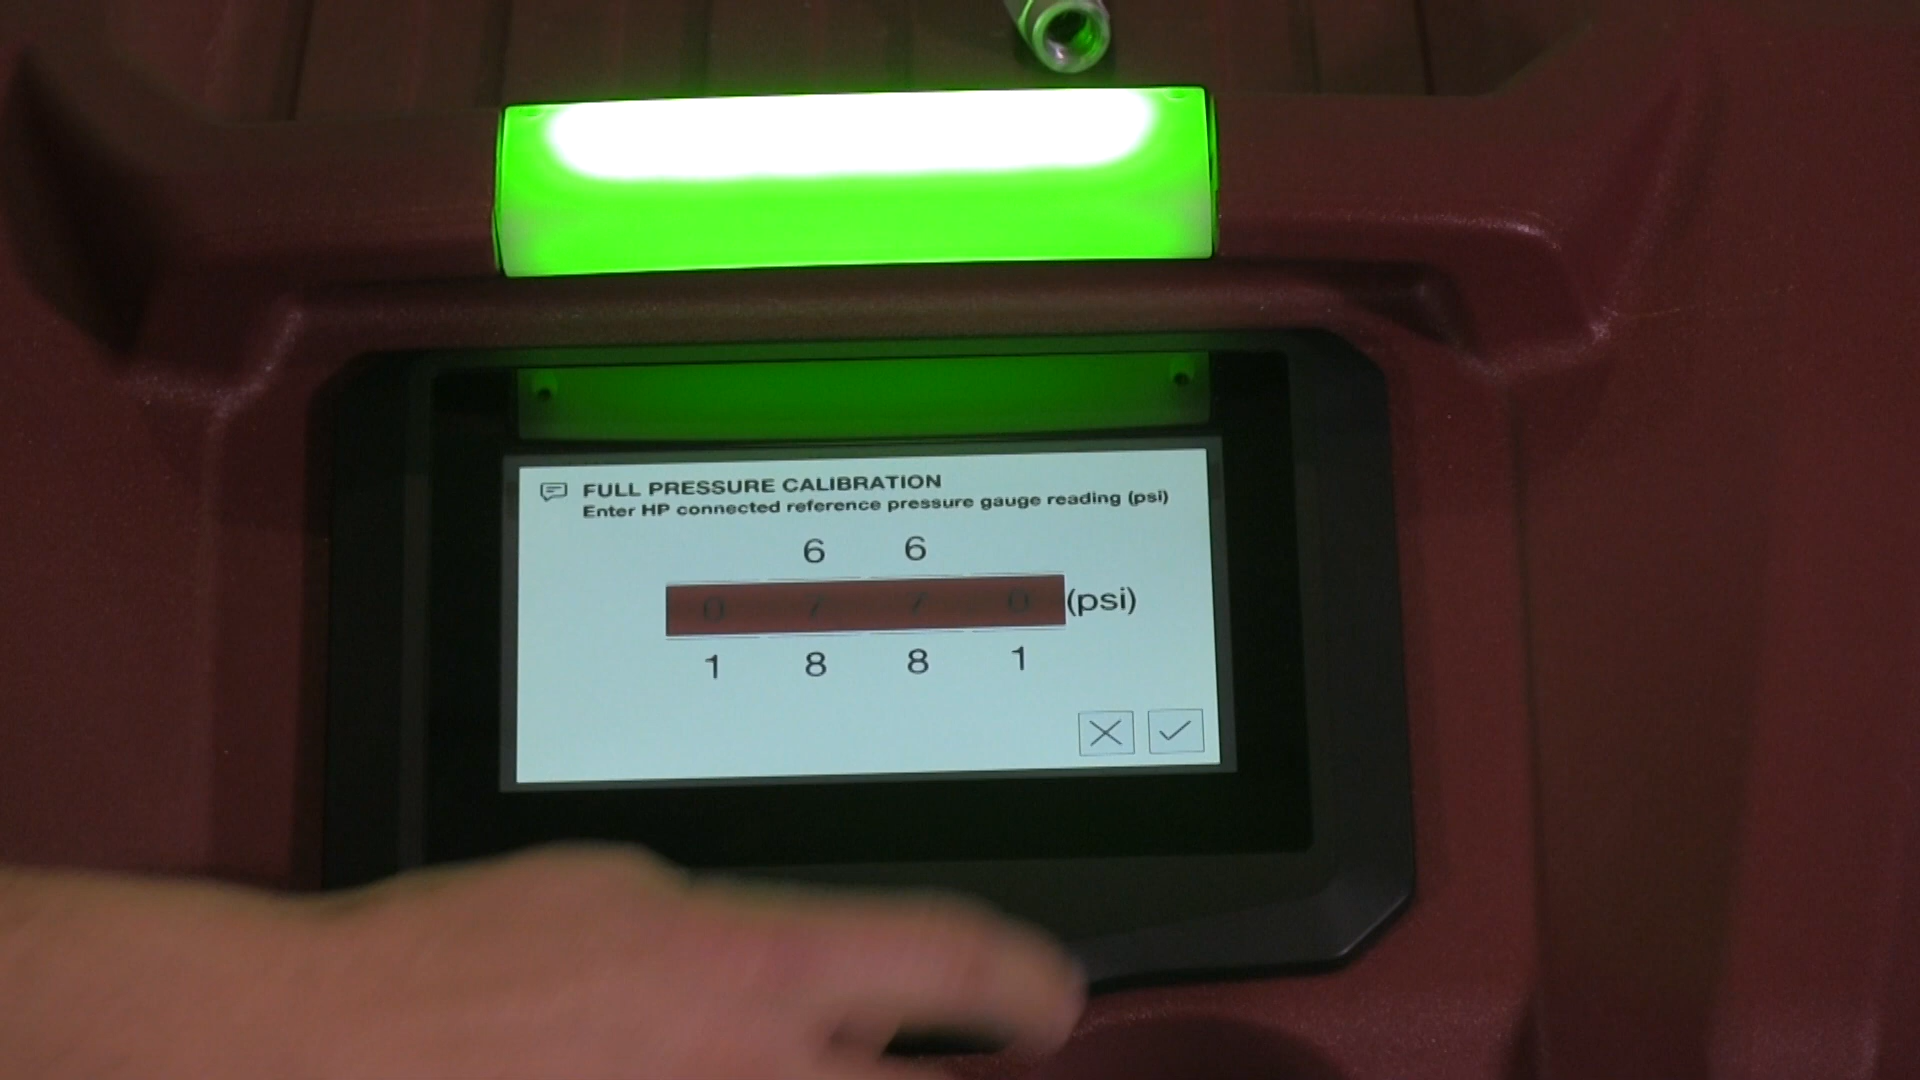 FULL PRESSURE CALIBRATION
Enter HP connected reference pressure gauge reading (psi)
6 6
0 7 7 0 (psi)
1 8 8 1